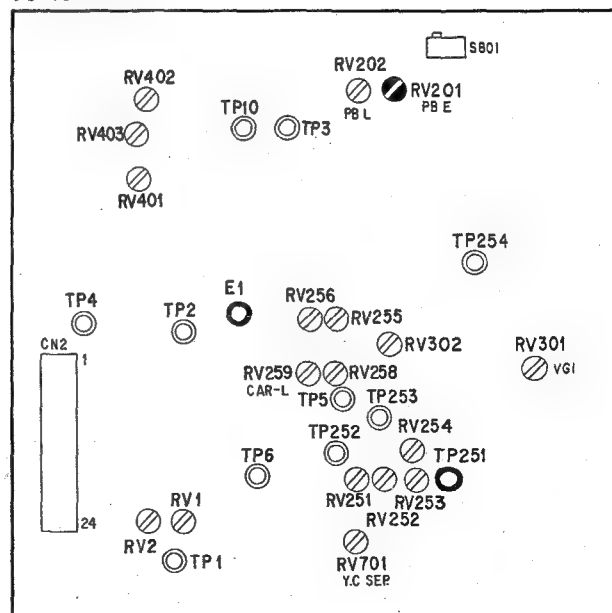 S801
RV202
RV402
RV201
PB L
PB E
TP10
TP3
RV403
RV401
TP254
E1
TP4
TP2
RV256
RV255
CN2
RV302
RV301
1
VG1
RV259
RV258
CAR-L
TP5
TP253
RV254
TP252
TP251
TP6
RV251
RV253
RV1
RV252
24
RV2
TP1
RV701
Y.C SEP.